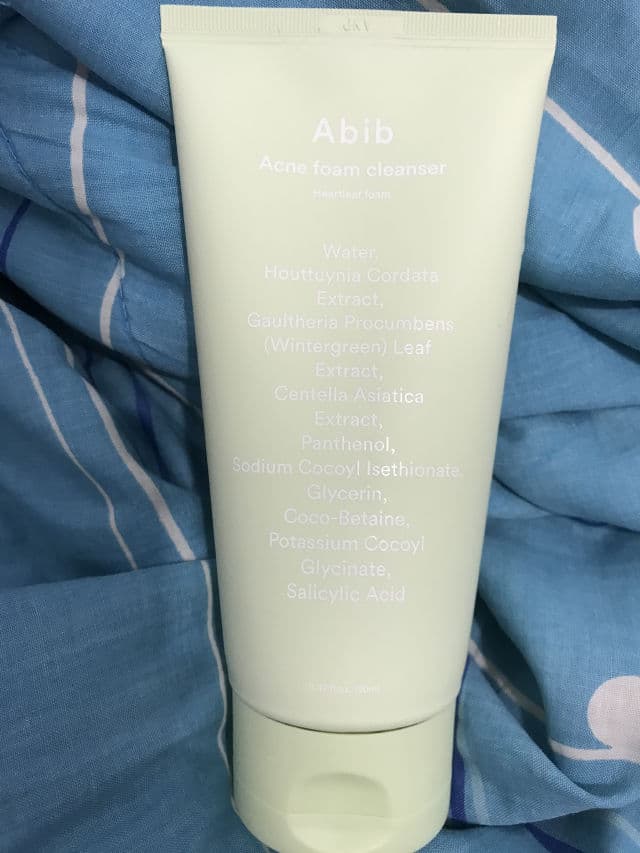 Abib
Acne foam cleanser
Heartleaf foam
Water,
Houttuynia Cordata
Extract,
Gaultheria Procumbens
(Wintergreen) Leaf
Extract,
Centella Asiatica
Extract,
Panthenol,
Sodium Cocoyl Isethionate,
Glycerin,
Coco-Betaine,
Potassium Cocoyl
Glycinate,
Salicylic Acid